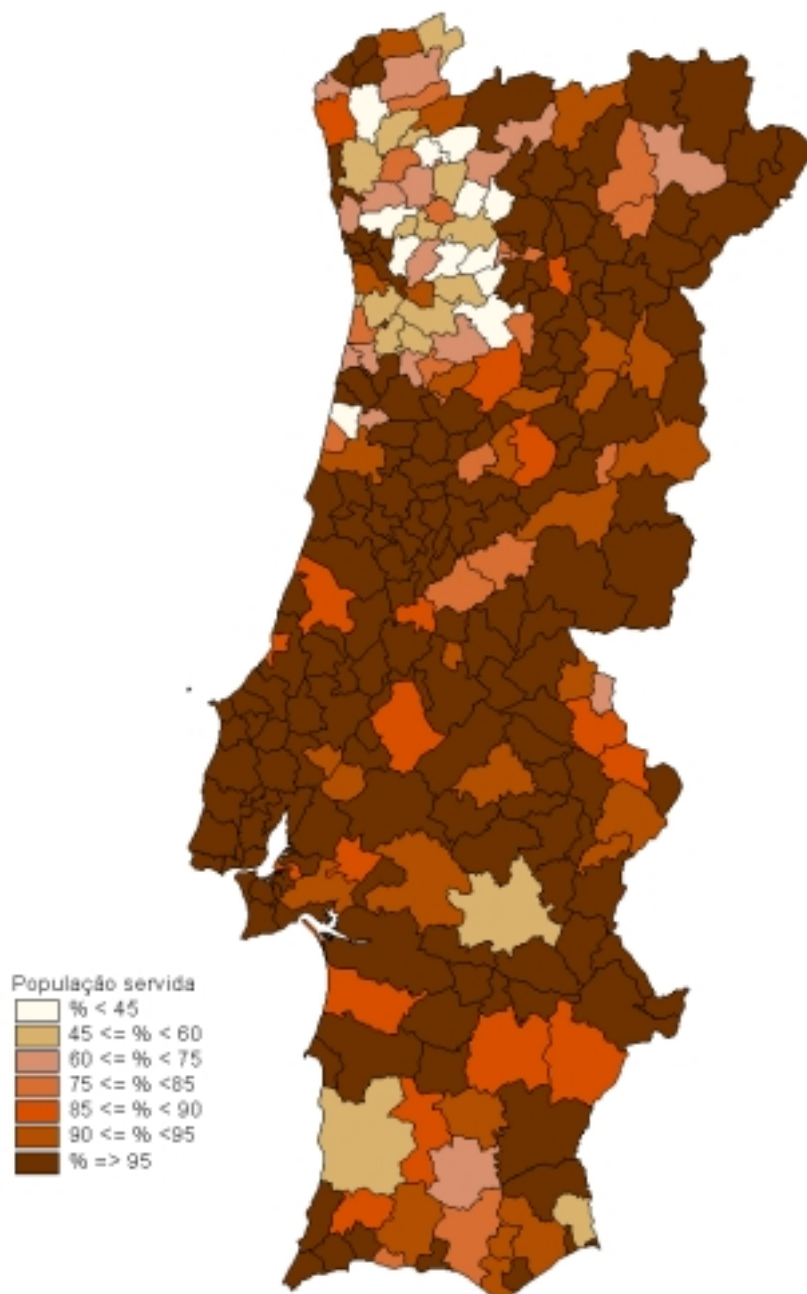 População servida
% < 45
45 <= % < 60
60 <= % < 75
75 <= % <85
85 <= % < 90
90 <= % <95
% => 95